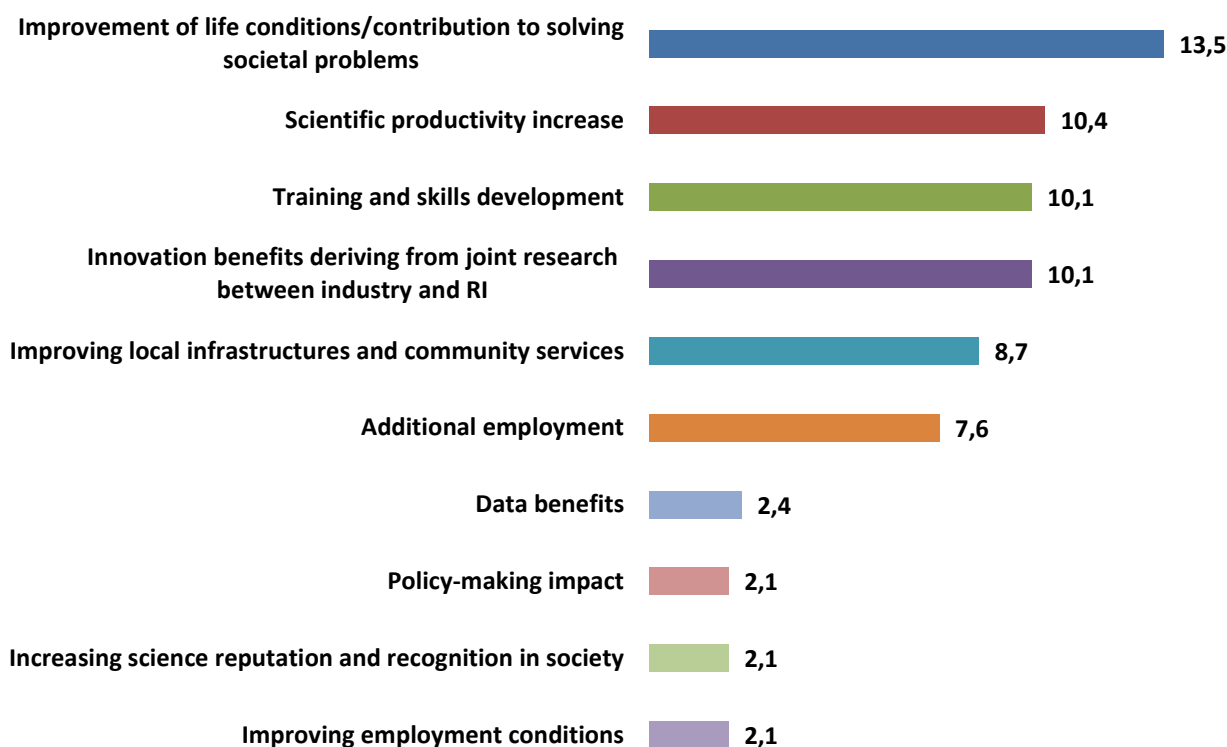 Improvement of life conditions/contribution to solving
societal problems
13,5
Scientific productivity increase
10,4
Training and skills development
10,1
Innovation benefits deriving from joint research
between industry and RI
10,1
Improving local infrastructures and community services
8,7
Additional employment
7,6
Data benefits
2,4
Policy-making impact
2,1
Increasing science reputation and recognition in society
2,1
Improving employment conditions
2,1